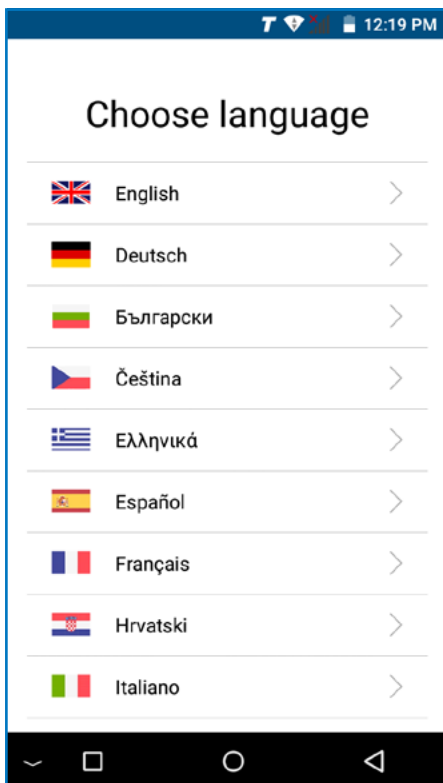 T 12:19 PM
Choose language
English
Deutsch
Български
Čeština
Ελληνικά
Español
Français
Hrvatski
Italiano